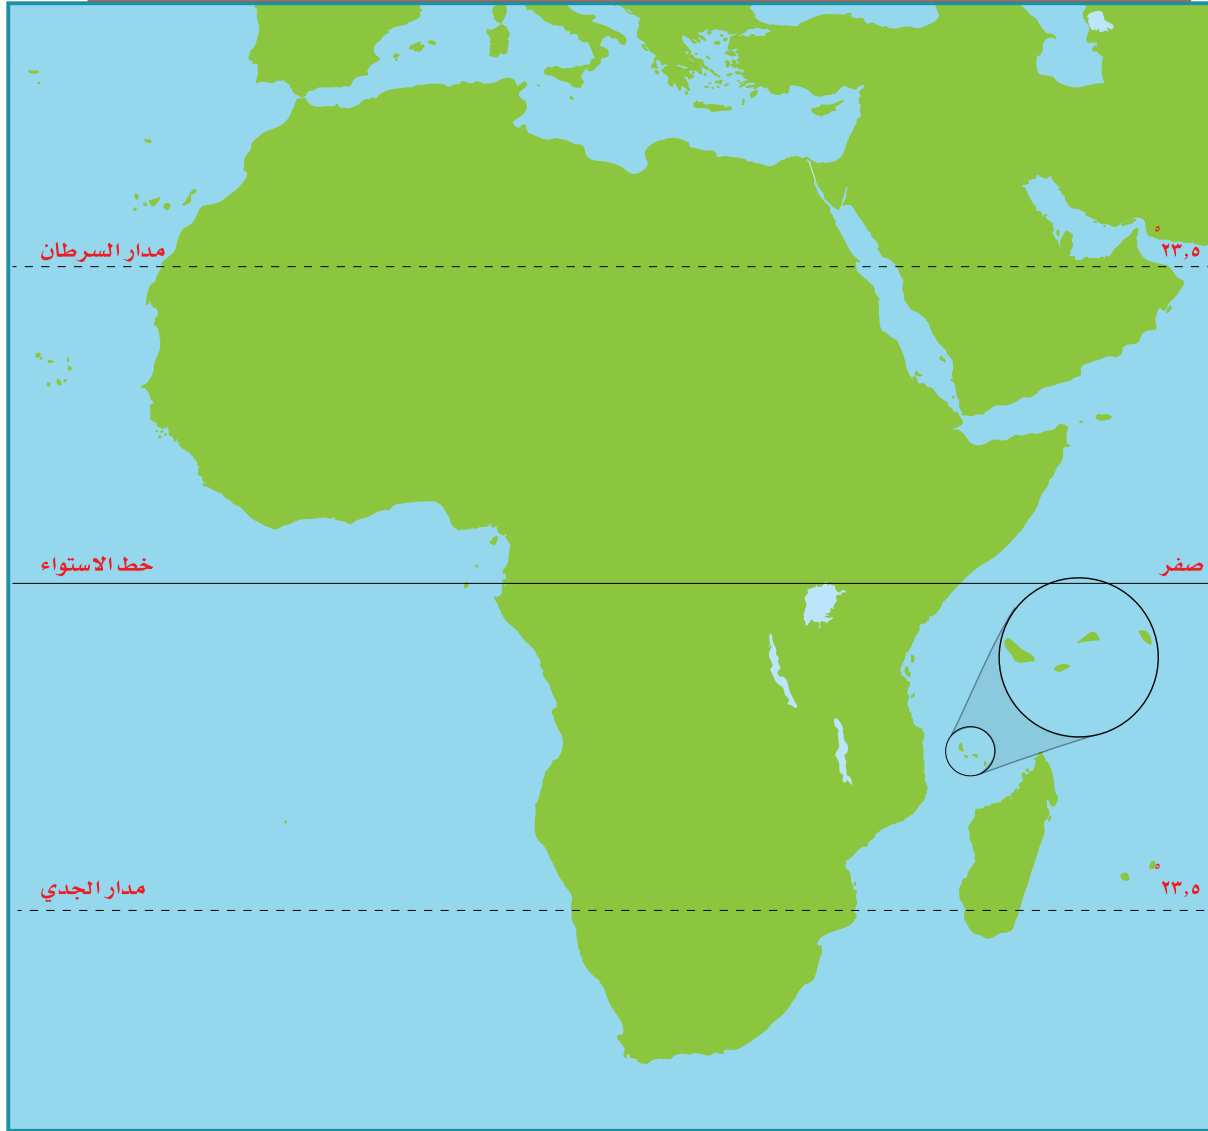 °
٢٣,٥
مدار السرطان
صفر
خط الاستواء
°
٢٣,٥
مدار الجدي